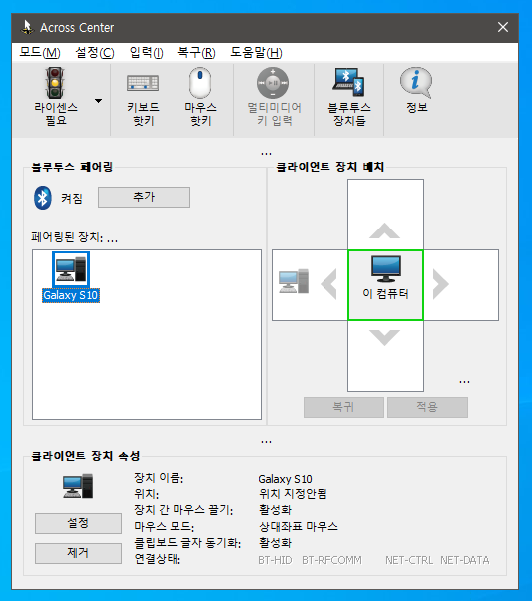 Across Center
모드(M) 설정(C) 입력(I) 복구(R) 도움말(H)
라이센스 필요
키보드 핫키
마우스 핫키
멀티미디어 키 입력
블루투스 장치들
정보
...
블루투스 페어링
켜짐
추가
페어링된 장치: ...
Galaxy S10
클라이언트 장치 배치
이 컴퓨터
...
복귀
적용
...
클라이언트 장치 속성
설정
제거
장치 이름: Galaxy S10
위치: 위치 지정안됨
장치 간 마우스 끌기: 활성화
마우스 모드: 상대좌표 마우스
클립보드 글자 동기화: 활성화
연결상태: BT-HID BT-RFCOMM NET-CTRL NET-DATA